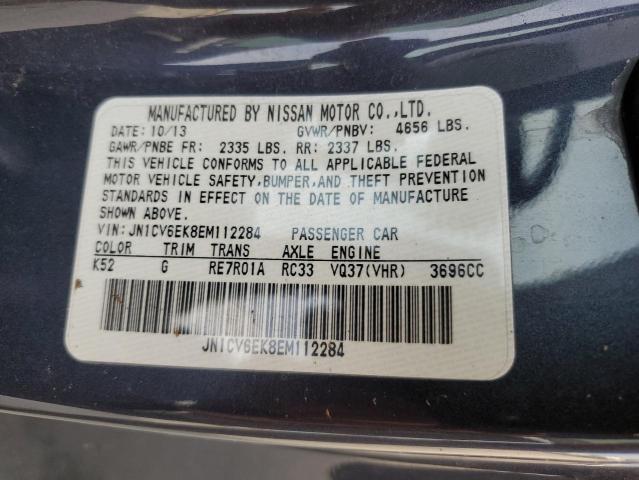 MANUFACTURED BY NISSAN MOTOR CO.,LTD.
DATE: 10/13 GVWR/PNBV: 4656 LBS.
GAWR/PNBE FR: 2335 LBS. RR: 2337 LBS.
THIS VEHICLE CONFORMS TO ALL APPLICABLE FEDERAL
MOTOR VEHICLE SAFETY,BUMPER,AND THEFT PREVENTION
STANDARDS IN EFFECT ON THE DATE OF MANUFACTURE
SHOWN ABOVE.
VIN:JN1CV6EK8EM112284 PASSENGER CAR
COLOR TRIM TRANS AXLE ENGINE
K52 G RE7R01A RC33 VQ37(VHR) 3696CC
JN1CV6EK8EM112284